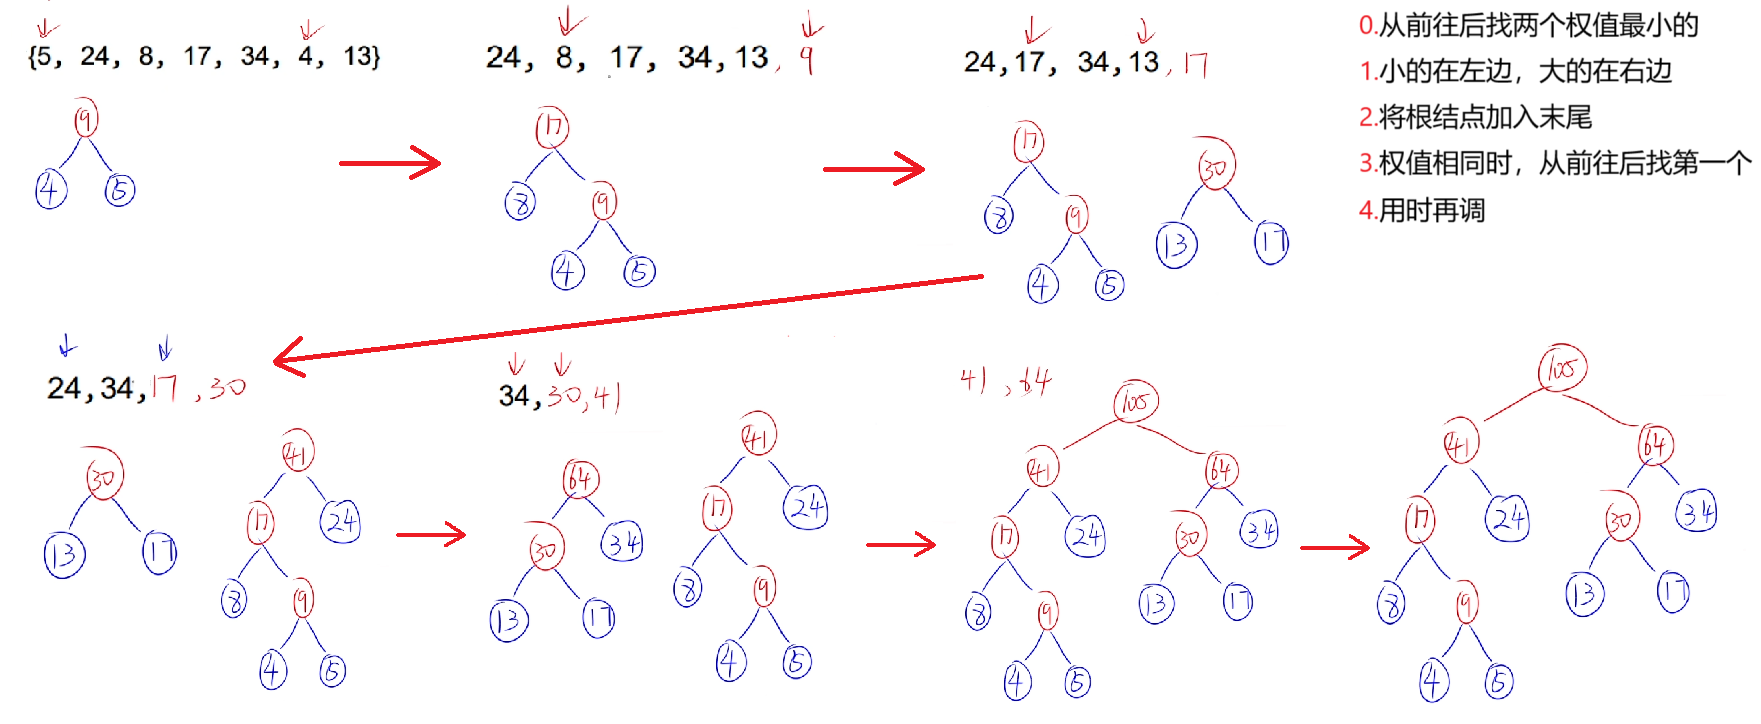 {5, 24, 8, 17, 34, 4, 13}
9
4 5
24, 8, 17, 34,13, 9
17
8 9
4 5
24,17, 34,13, 17
17
8 9
4 5
30
13 17
0.从前往后找两个权值最小的
1.小的在左边，大的在右边
2.将根结点加入末尾
3.权值相同时，从前往后找第一个
4.用时再调
24,34,17,30
30
13 17
41
17 24
8 9
4 5
34,30,41
64
30 34
13 17
41
17 24
8 9
4 5
41,64
105
41 64
17 24 30 34
8 9 13 17
4 5
105
41 64
17 24 30 34
8 9 13 17
4 5